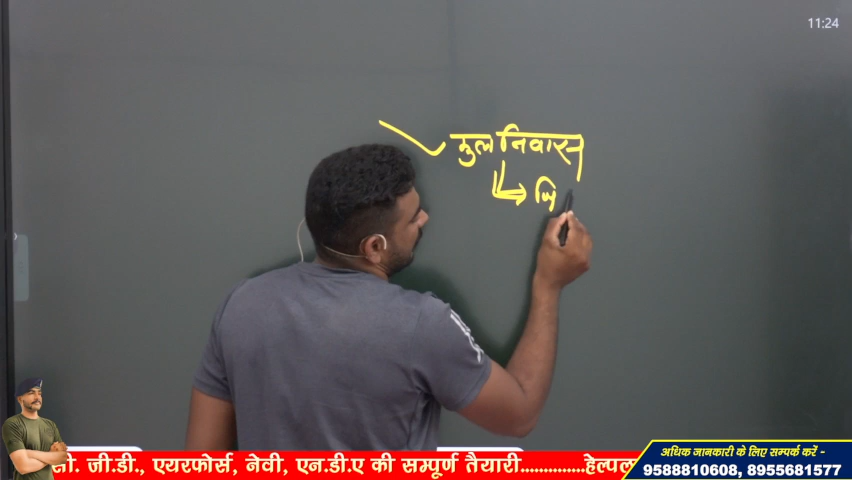 11:24
मुल निवास
जि
सी. जी.डी., एयरफोर्स, नेवी, एन.डी.ए की सम्पूर्ण तैयारी..............हेल्पल
अधिक जानकारी के लिए सम्पर्क करें -
9588810608, 8955681577